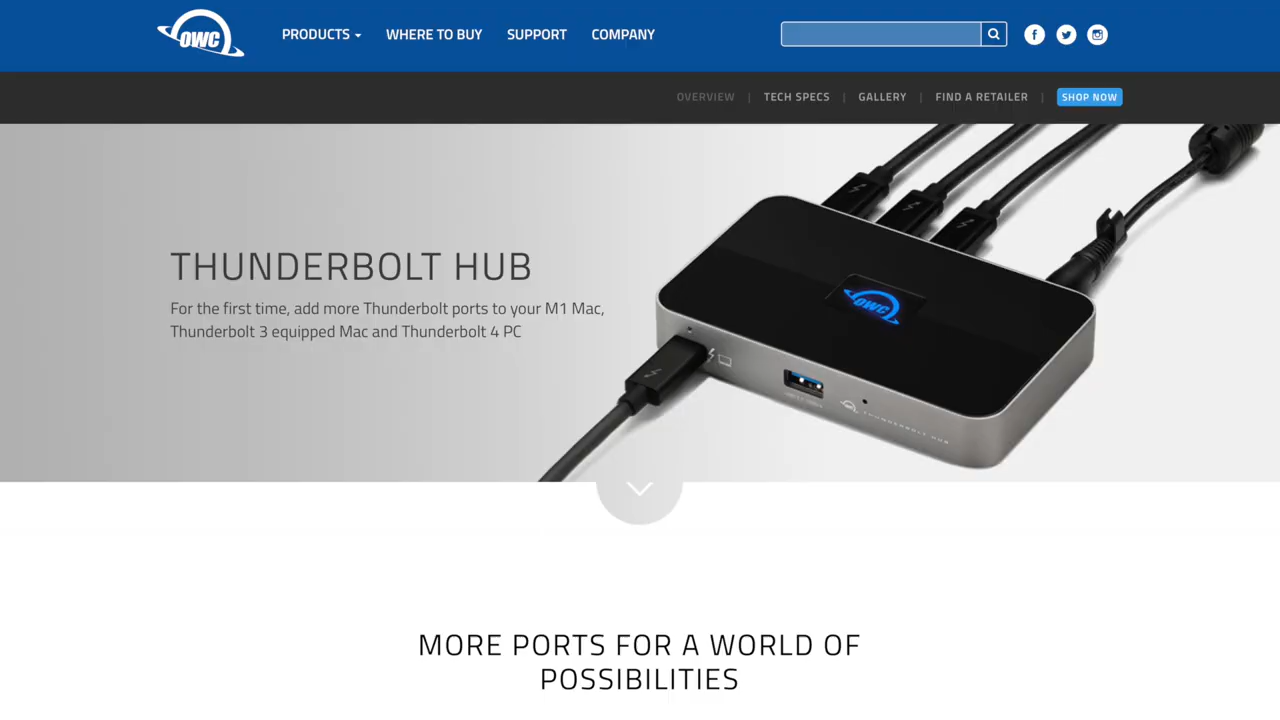 OWC
PRODUCTS
WHERE TO BUY
SUPPORT
COMPANY
OVERVIEW | TECH SPECS | GALLERY | FIND A RETAILER | SHOP NOW
THUNDERBOLT HUB
For the first time, add more Thunderbolt ports to your M1 Mac,
Thunderbolt 3 equipped Mac and Thunderbolt 4 PC
OWC
THUNDERBOLT HUB
MORE PORTS FOR A WORLD OF
POSSIBILITIES